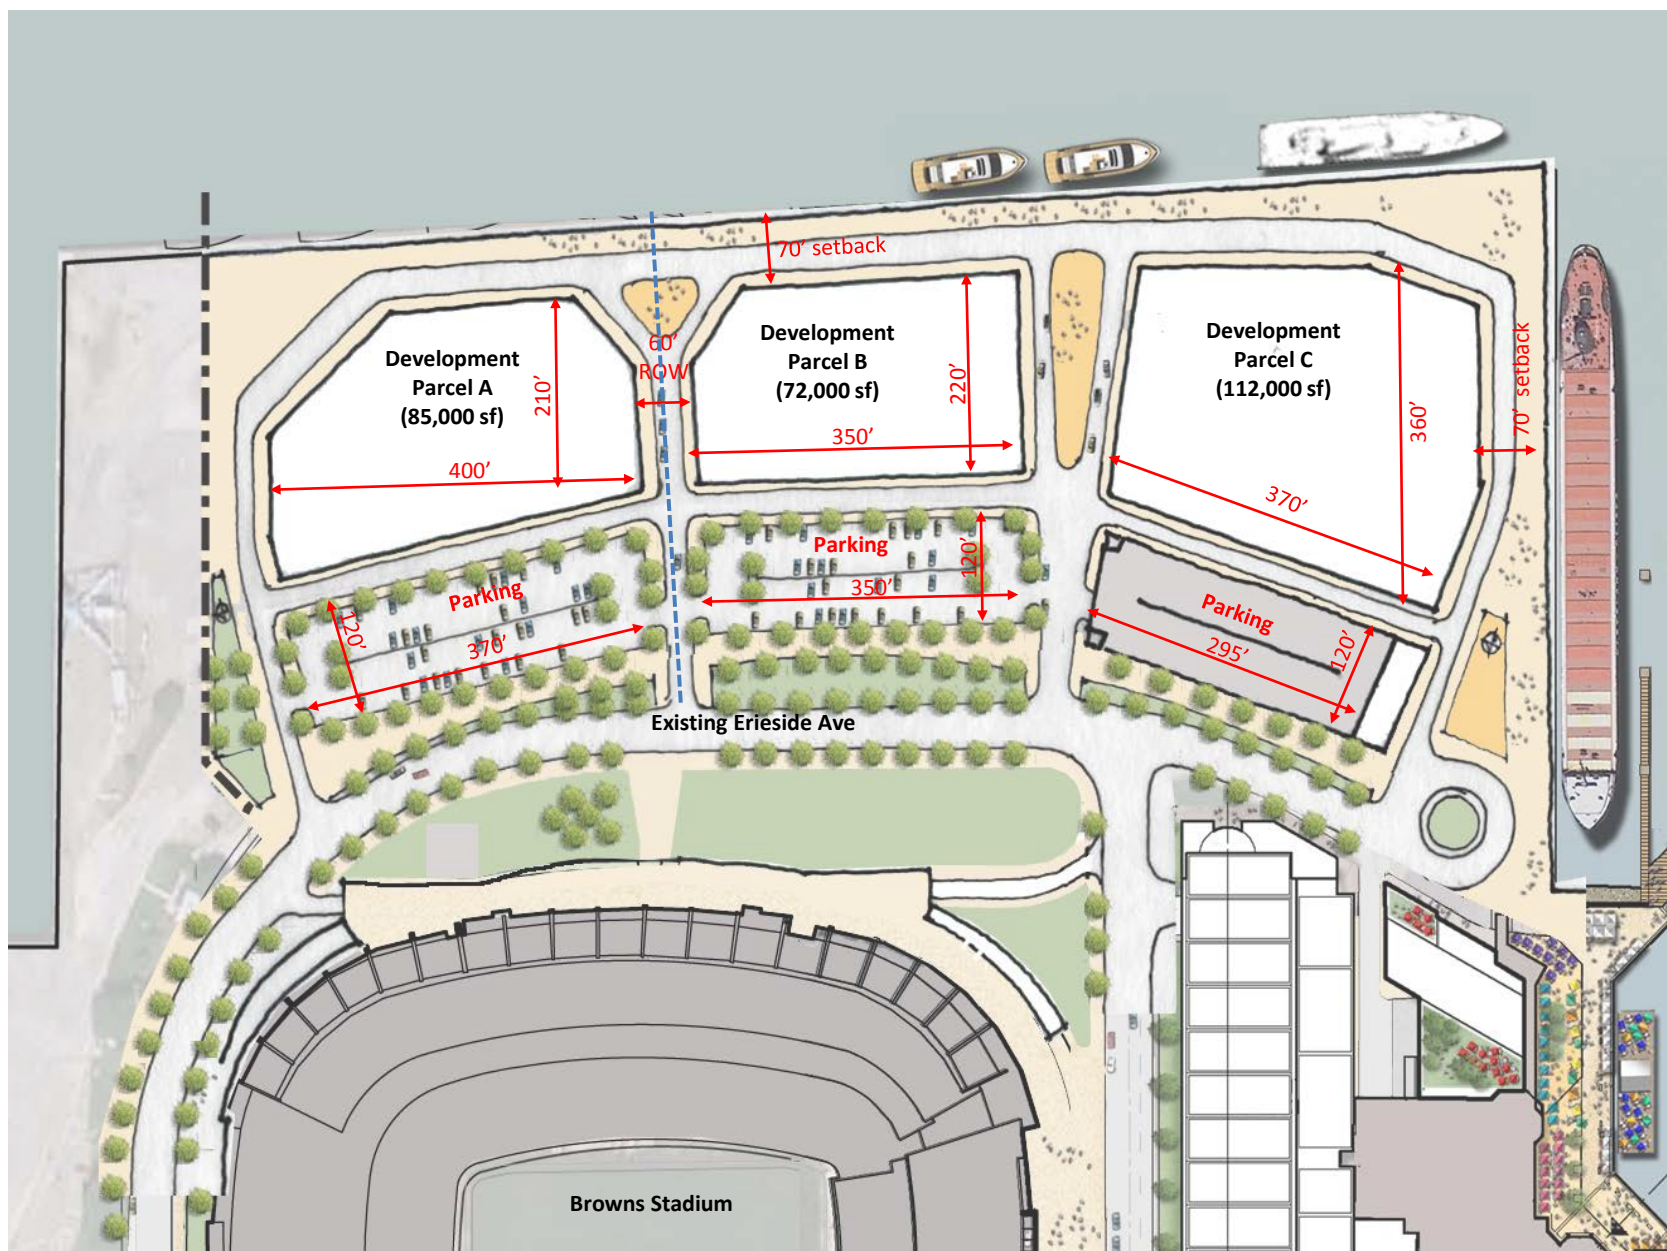 70' setback
Development
Parcel A
(85,000 sf)
210'
400'
60'
ROW
Development
Parcel B
(72,000 sf)
220'
350'
Development
Parcel C
(112,000 sf)
360'
370'
70' setback
Parking
120'
370'
Parking
120'
350'
Parking
295'
120'
Existing Erieside Ave
Browns Stadium